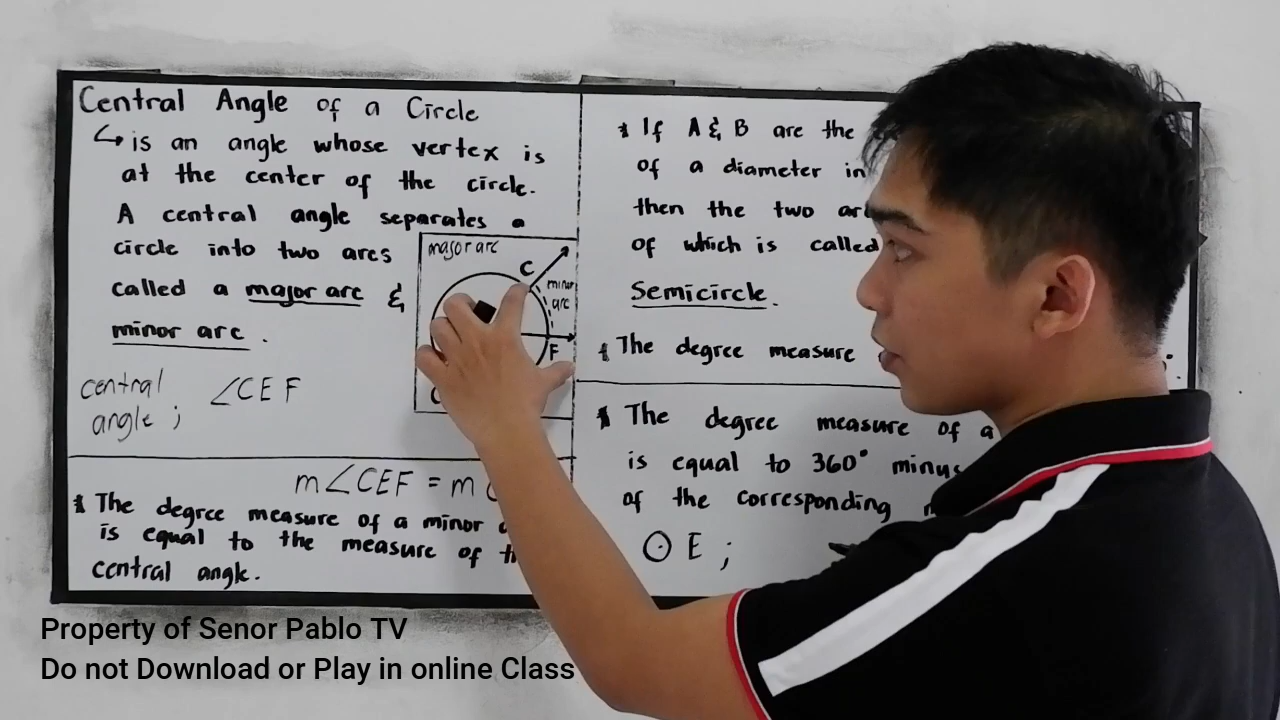 Central Angle of a Circle
↳ is an angle whose vertex is
at the center of the circle.
A central angle separates a
circle into two arcs
called a major arc &
minor arc.
major arc
C
minor
arc
F
central
angle; ∠CEF
m∠CEF = m
* The degree measure of a minor
is equal to the measure of
central angle.
* If A & B are the
of a diameter in
then the two
of which is called
Semicircle.
* The degree measure
* The degree measure of a
is equal to 360° minus
of the corresponding
⊙ E ;
Property of Senor Pablo TV
Do not Download or Play in online Class